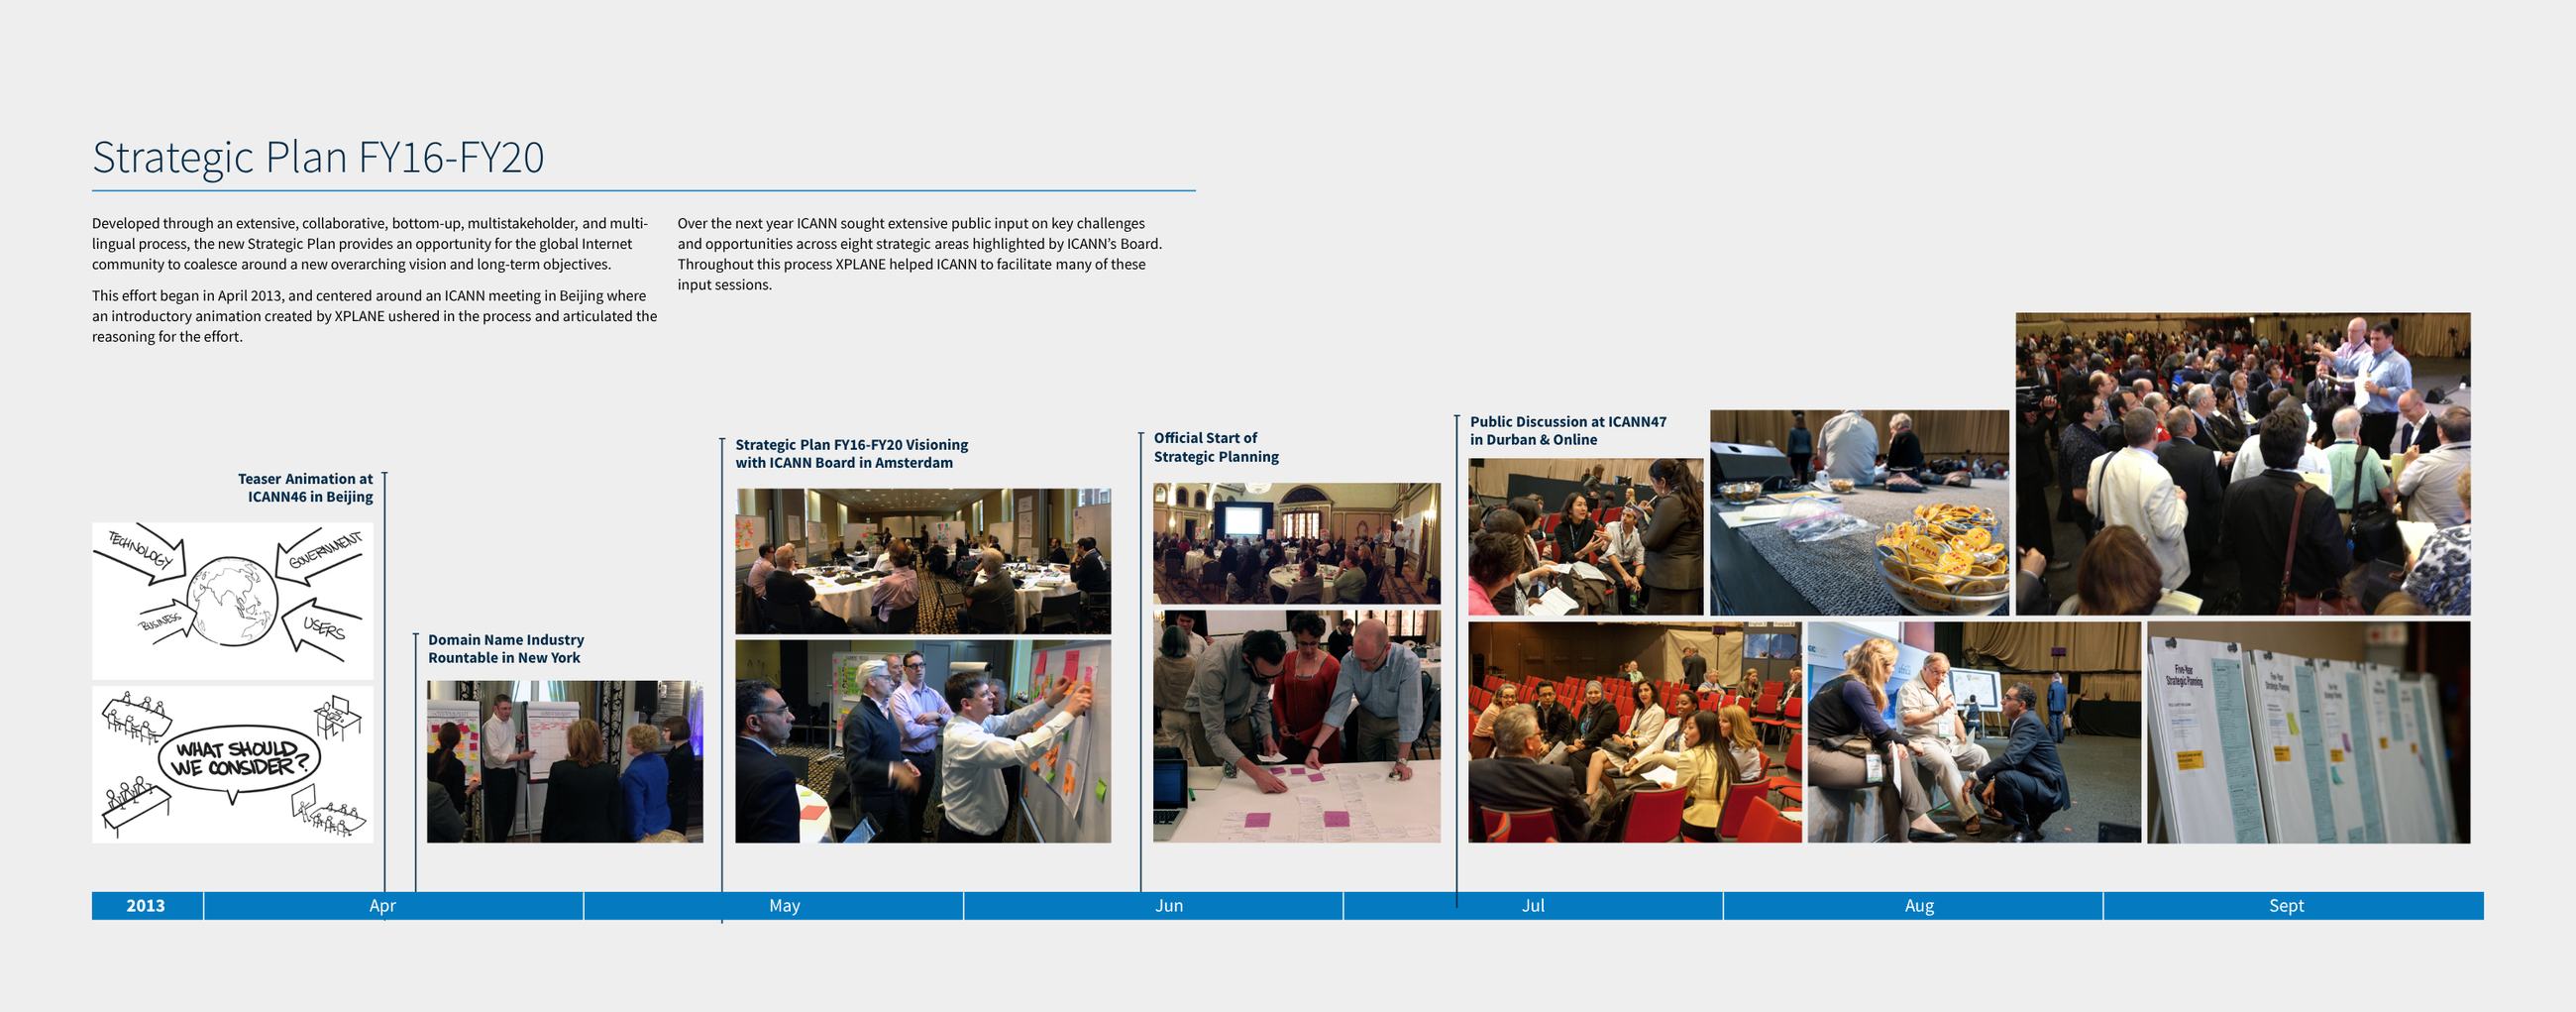 Strategic Plan FY16-FY20
Developed through an extensive, collaborative, bottom-up, multistakeholder, and multi-
lingual process, the new Strategic Plan provides an opportunity for the global Internet
community to coalesce around a new overarching vision and long-term objectives.
This effort began in April 2013, and centered around an ICANN meeting in Beijing where
an introductory animation created by XPLANE ushered in the process and articulated the
reasoning for the effort.
Over the next year ICANN sought extensive public input on key challenges
and opportunities across eight strategic areas highlighted by ICANN's Board.
Throughout this process XPLANE helped ICANN to facilitate many of these
input sessions.
Teaser Animation at
ICANN46 in Beijing
TECHNOLOGY
GOVERNMENT
BUSINESS
USERS
WHAT SHOULD
WE CONSIDER?
Domain Name Industry
Rountable in New York
Strategic Plan FY16-FY20 Visioning
with ICANN Board in Amsterdam
Official Start of
Strategic Planning
Public Discussion at ICANN47
in Durban & Online
ICANN
Five-Year
Strategic Planning
Five-Year
Strategic Planning
2013
Apr
May
Jun
Jul
Aug
Sept